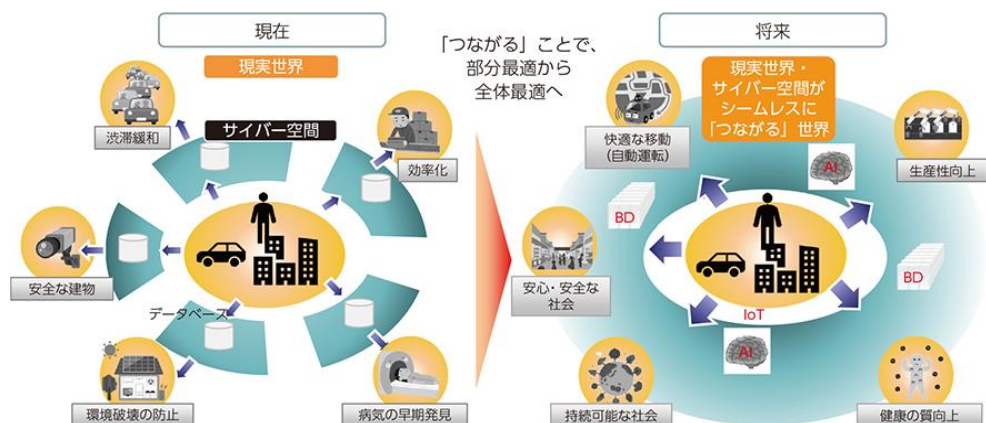 現在
現実世界
サイバー空間
渋滞緩和
効率化
安全な建物
データベース
環境破壊の防止
病気の早期発見
「つながる」ことで、
部分最適から
全体最適へ
将来
現実世界・
サイバー空間が
シームレスに
「つながる」世界
快適な移動
(自動運転)
AI
生産性向上
BD
BD
安心・安全な
社会
IoT
AI
持続可能な社会
健康の質向上